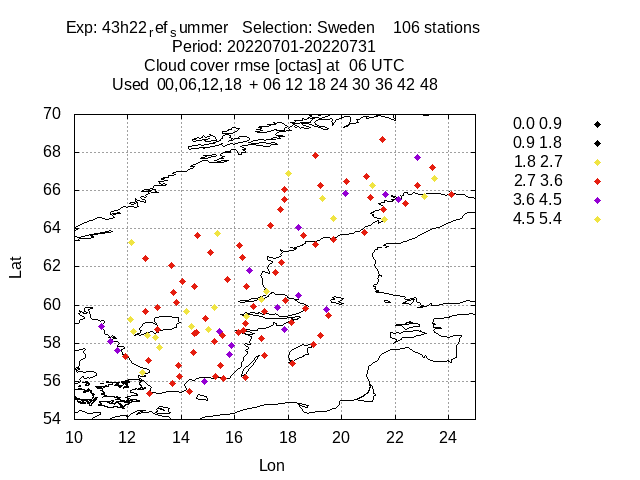 Exp: 43h22refsummer Selection: Sweden 106 stations
Period: 20220701-20220731
Cloud cover rmse [octas] at 06 UTC
Used 00,06,12,18 + 06 12 18 24 30 36 42 48
70
68
66
64
62
60
58
56
54
10 12 14 16 18 20 22 24
Lat
Lon
0.0 0.9
0.9 1.8
1.8 2.7
2.7 3.6
3.6 4.5
4.5 5.4